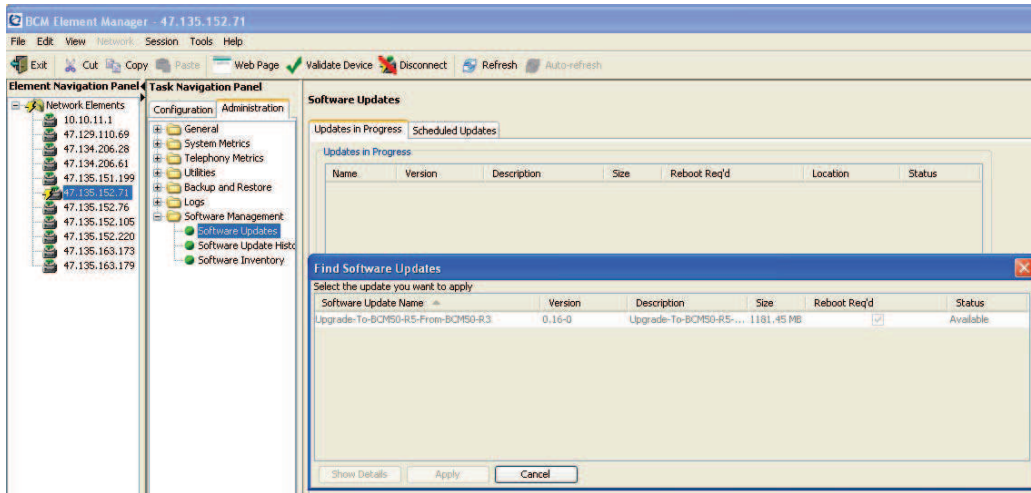 BCM Element Manager - 47.135.152.71
File Edit View Network Session Tools Help
Exit Cut Copy Paste Web Page Validate Device Disconnect Refresh Auto-refresh
Element Navigation Panel
Network Elements
10.10.11.1
47.129.110.69
47.134.206.28
47.134.206.61
47.135.151.199
47.135.152.71
47.135.152.76
47.135.152.105
47.135.152.220
47.135.163.173
47.135.163.179
Task Navigation Panel
Configuration Administration
General
System Metrics
Telephony Metrics
Utilities
Backup and Restore
Logs
Software Management
Software Updates
Software Update Histo
Software Inventory
Software Updates
Updates in Progress Scheduled Updates
Updates in Progress
Name Version Description Size Reboot Req'd Location Status
Find Software Updates
Select the update you want to apply
Software Update Name Version Description Size Reboot Req'd Status
Upgrade-To-BCM50-R5-From-BCM50-R3 0.16-0 Upgrade-To-BCM50-R5-... 1181.45 MB Available
Show Details Apply Cancel